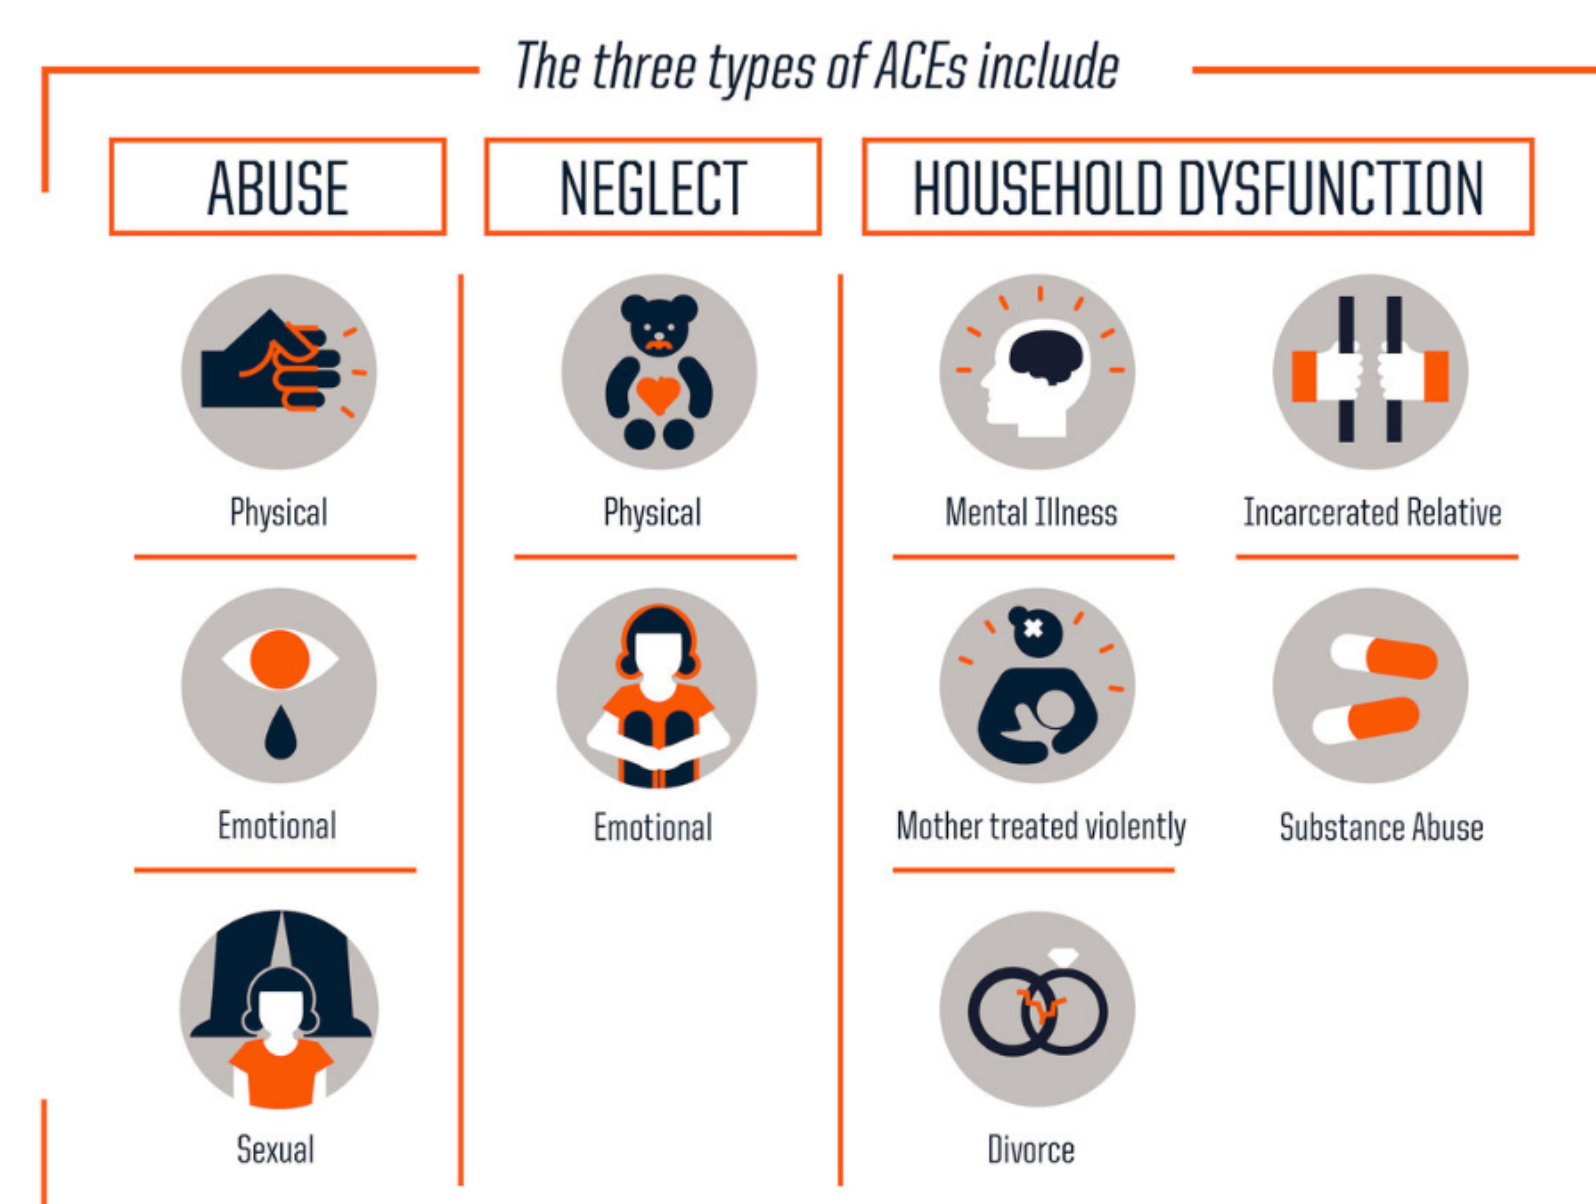 The three types of ACEs include
ABUSE
NEGLECT
HOUSEHOLD DYSFUNCTION
Physical
Physical
Mental Illness
Incarcerated Relative
Emotional
Emotional
Mother treated violently
Substance Abuse
Sexual
Divorce